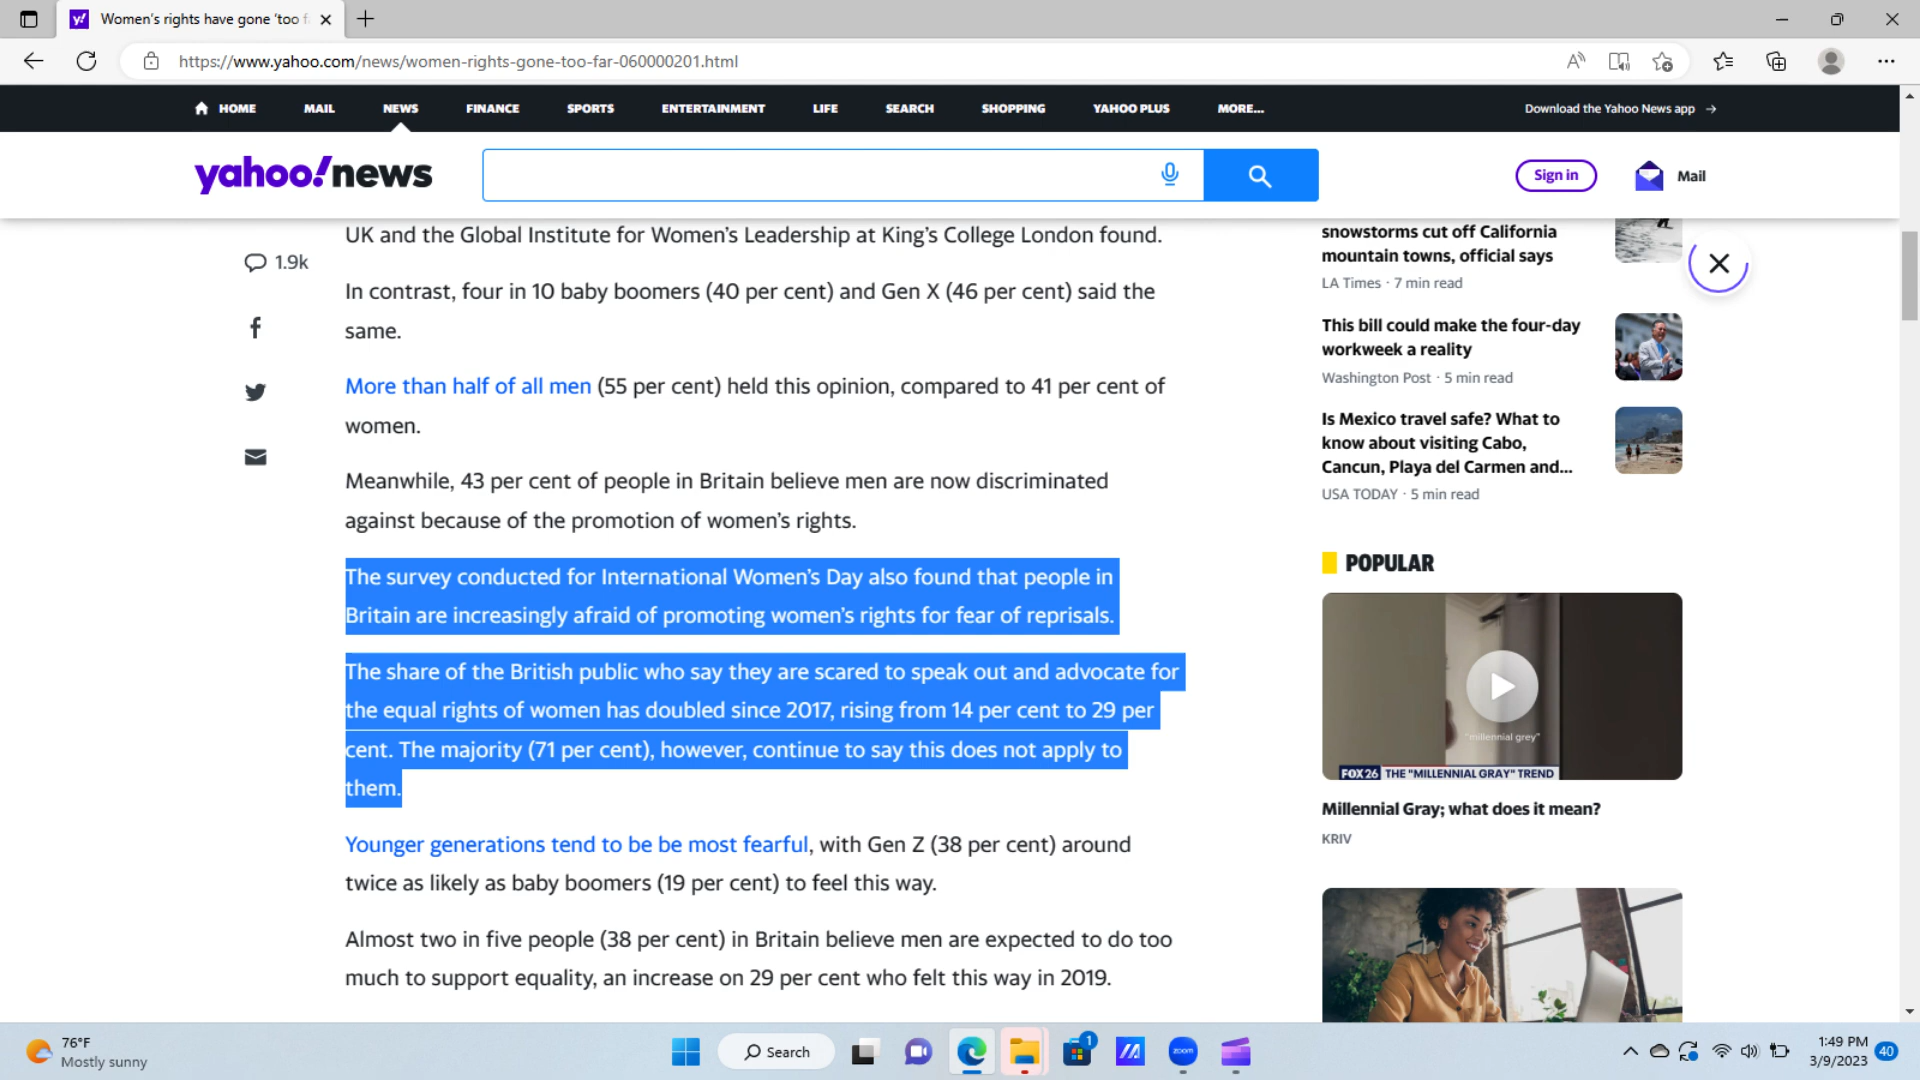 Women's rights have gone 'too f
https://www.yahoo.com/news/women-rights-gone-too-far-060000201.html
HOME MAIL NEWS FINANCE SPORTS ENTERTAINMENT LIFE SEARCH SHOPPING YAHOO PLUS MORE... Download the Yahoo News app →
yahoo!news
Sign in
Mail
1.9k
UK and the Global Institute for Women's Leadership at King's College London found.
In contrast, four in 10 baby boomers (40 per cent) and Gen X (46 per cent) said the
same.
More than half of all men (55 per cent) held this opinion, compared to 41 per cent of
women.
Meanwhile, 43 per cent of people in Britain believe men are now discriminated
against because of the promotion of women's rights.
The survey conducted for International Women's Day also found that people in
Britain are increasingly afraid of promoting women's rights for fear of reprisals.
The share of the British public who say they are scared to speak out and advocate for
the equal rights of women has doubled since 2017, rising from 14 per cent to 29 per
cent. The majority (71 per cent), however, continue to say this does not apply to
them.
Younger generations tend to be be most fearful, with Gen Z (38 per cent) around
twice as likely as baby boomers (19 per cent) to feel this way.
Almost two in five people (38 per cent) in Britain believe men are expected to do too
much to support equality, an increase on 29 per cent who felt this way in 2019.
snowstorms cut off California
mountain towns, official says
LA Times · 7 min read
This bill could make the four-day
workweek a reality
Washington Post · 5 min read
Is Mexico travel safe? What to
know about visiting Cabo,
Cancun, Playa del Carmen and...
USA TODAY · 5 min read
POPULAR
"millennial grey"
FOX 26 THE "MILLENNIAL GRAY" TREND
Millennial Gray; what does it mean?
KRIV
76°F
Mostly sunny
Search
1
zoom
1:49 PM
3/9/2023
40